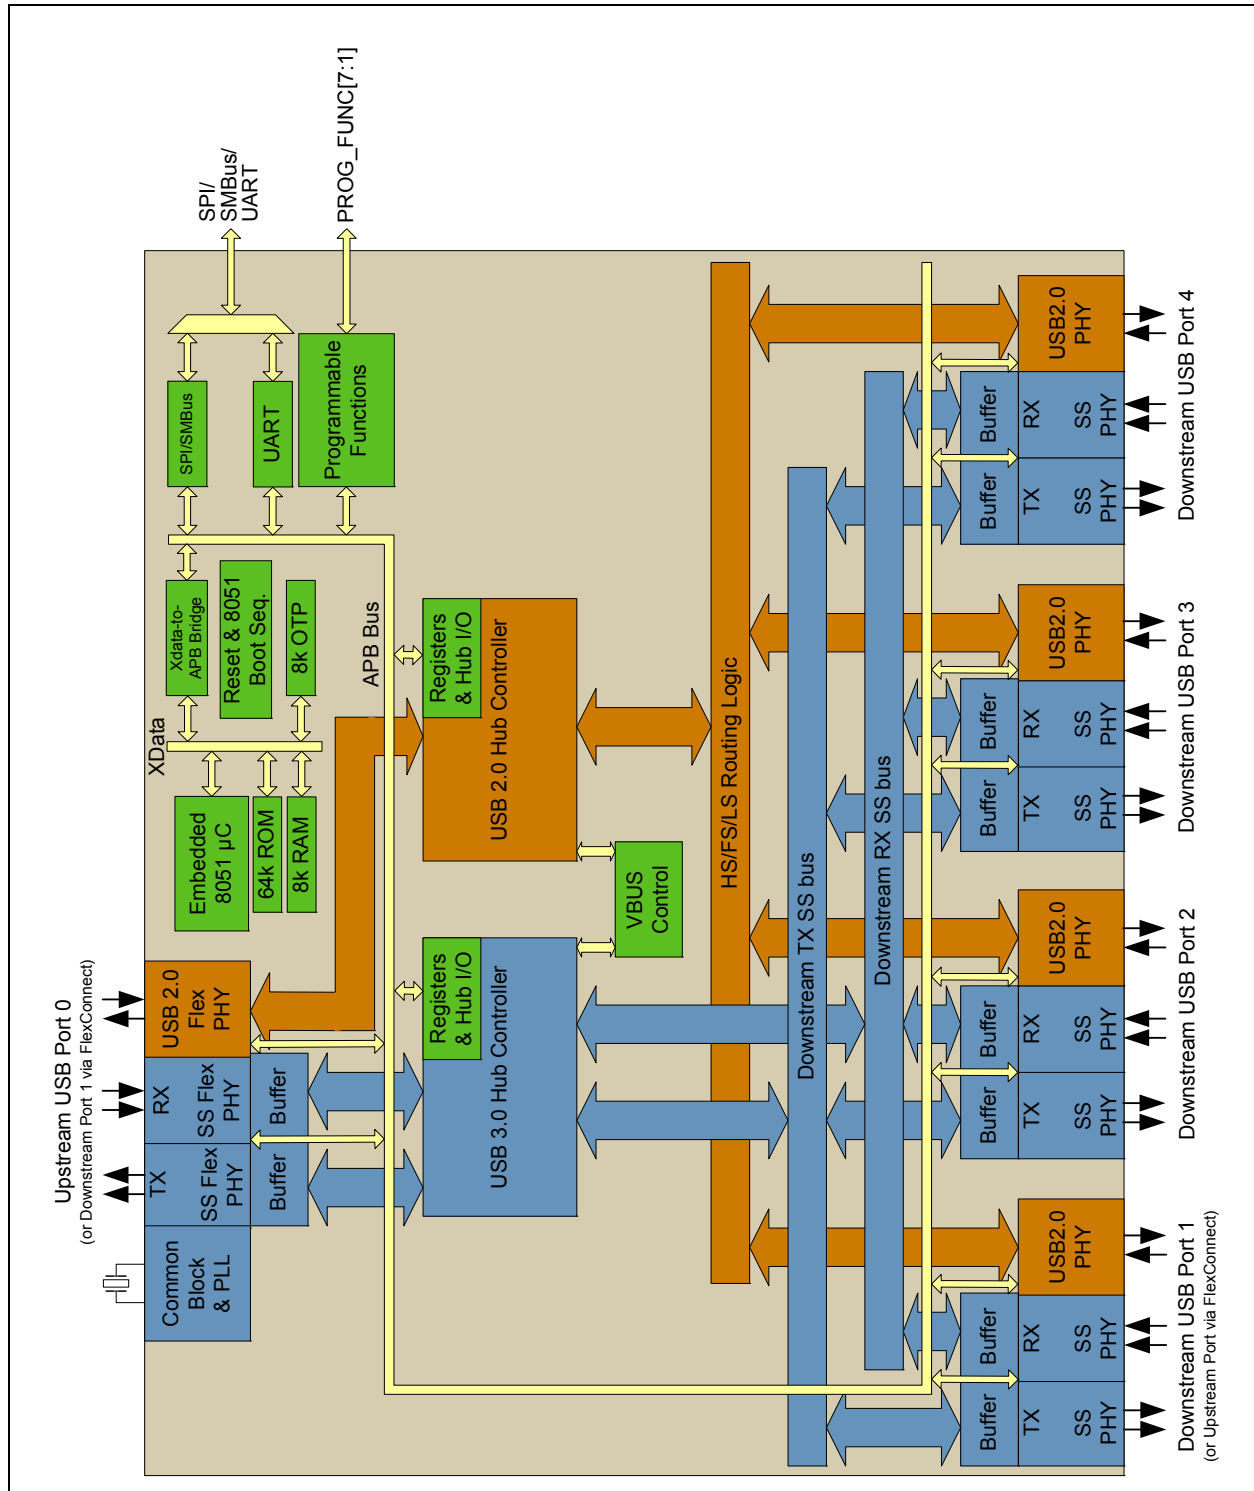 Upstream USB Port 0
(or Downstream Port 1 via FlexConnect)
Common
Block
& PLL
TX
SS Flex
PHY
RX
SS Flex
PHY
USB 2.0
Flex
PHY
Buffer
Buffer
Embedded
8051 µC
64k ROM
8k RAM
XData
Xdata-to-
APB Bridge
Reset & 8051
Boot Seq.
8k OTP
SPI/SMBus
UART
Programmable
Functions
SPI/
SMBus/
UART
PROG_FUNC[7:1]
APB Bus
Registers
& Hub I/O
USB 3.0 Hub Controller
Registers
& Hub I/O
USB 2.0 Hub Controller
VBUS
Control
HS/FS/LS Routing Logic
Downstream TX SS bus
Downstream RX SS bus
Buffer
Buffer
TX
SS
PHY
RX
SS
PHY
USB2.0
PHY
Buffer
Buffer
TX
SS
PHY
RX
SS
PHY
USB2.0
PHY
Buffer
Buffer
TX
SS
PHY
RX
SS
PHY
USB2.0
PHY
Buffer
Buffer
TX
SS
PHY
RX
SS
PHY
USB2.0
PHY
Downstream USB Port 1
(or Upstream Port via FlexConnect)
Downstream USB Port 2
Downstream USB Port 3
Downstream USB Port 4